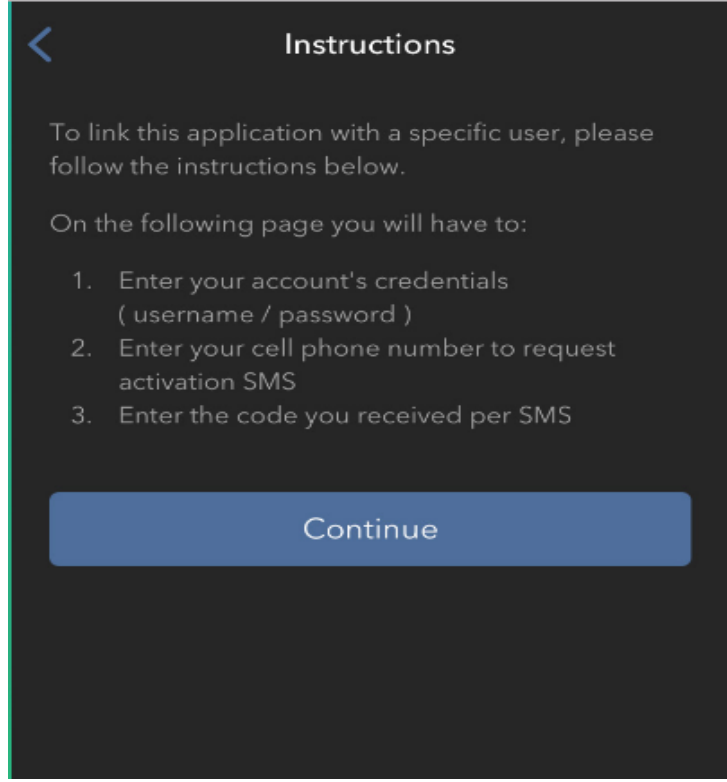 Instructions
To link this application with a specific user, please
follow the instructions below.
On the following page you will have to:
1. Enter your account's credentials
( username / password )
2. Enter your cell phone number to request
activation SMS
3. Enter the code you received per SMS
Continue